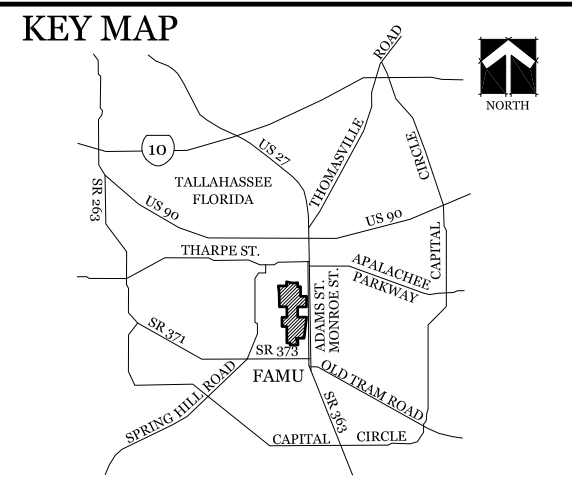 KEY MAP
ROAD
NORTH
10
US 27
THOMASVILLE
CIRCLE
TALLAHASSEE
FLORIDA
SR 263
US 90
US 90
THARPE ST.
CAPITAL
APALACHEE
PARKWAY
ADAMS ST.
MONROE ST.
SR 371
SR 373
FAMU
OLD TRAM ROAD
SPRING HILL ROAD
SR 363
CAPITAL
CIRCLE